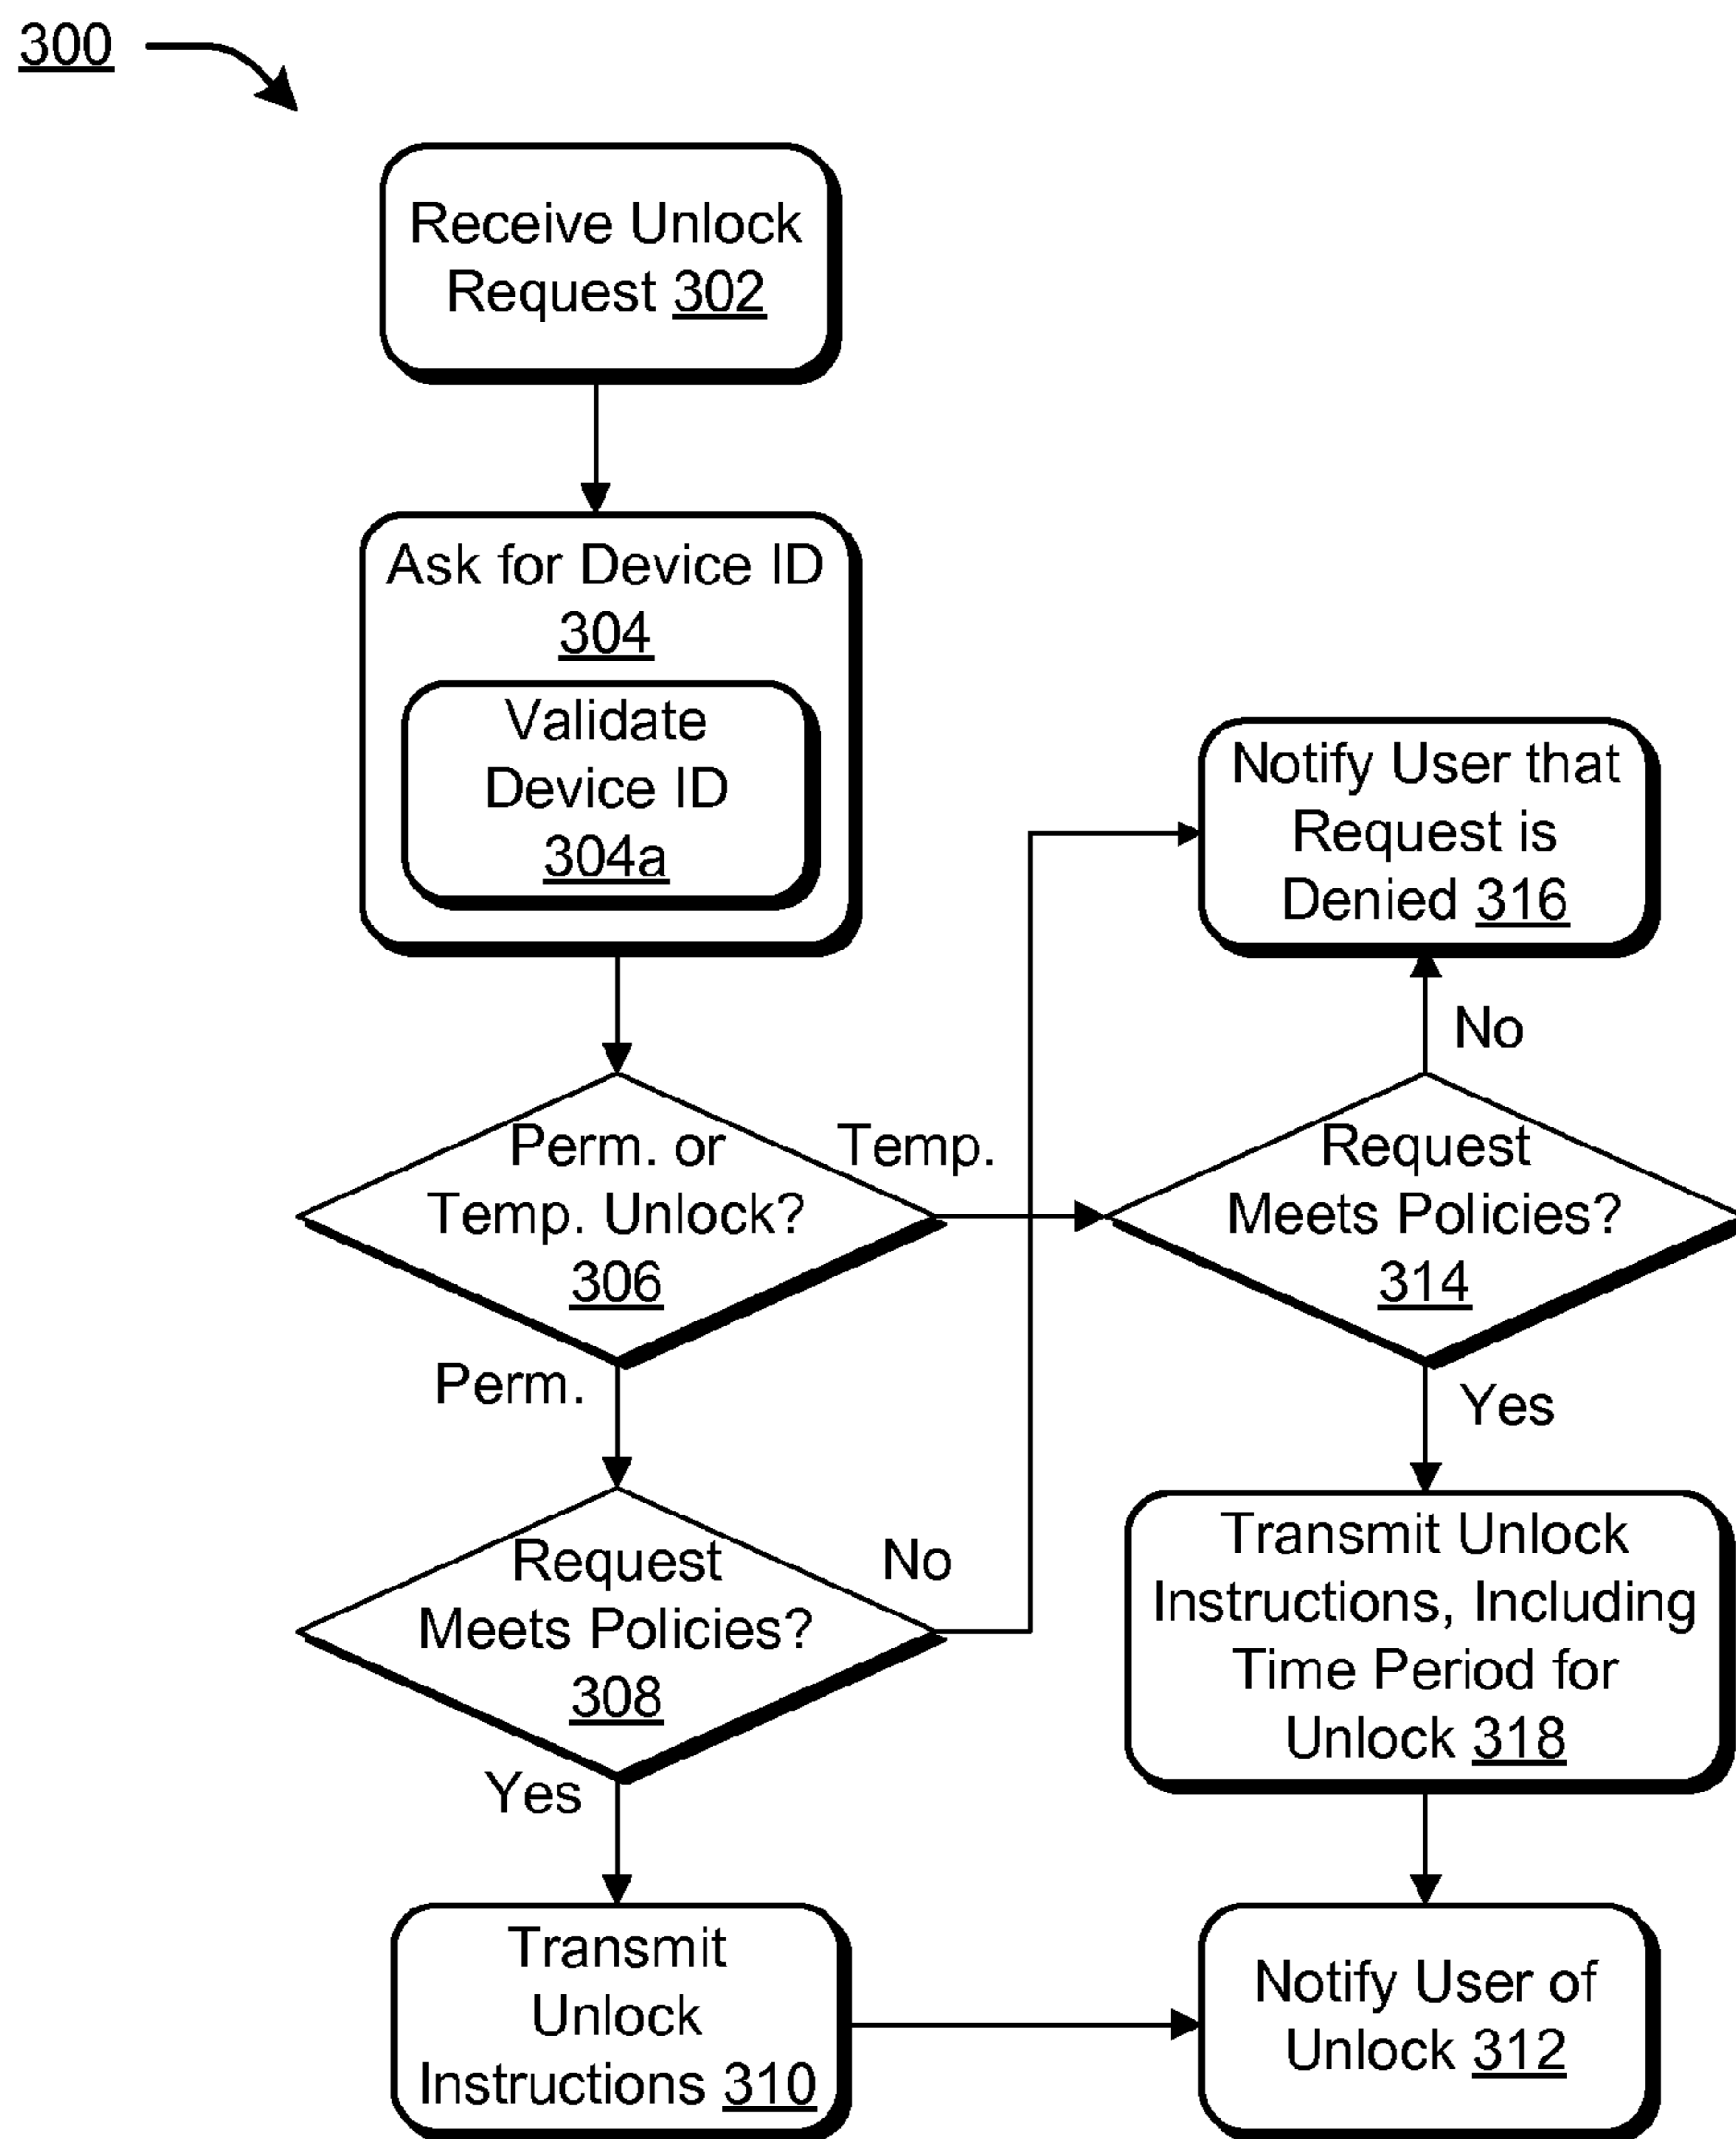 300
Receive Unlock
Request 302
Ask for Device ID
304
Validate
Device ID
304a
Notify User that
Request is
Denied 316
No
Perm. or
Temp. Unlock?
306
Temp.
Request
Meets Policies?
314
Perm.
Yes
Request
Meets Policies?
308
No
Transmit Unlock
Instructions, Including
Time Period for
Unlock 318
Yes
Transmit
Unlock
Instructions 310
Notify User of
Unlock 312